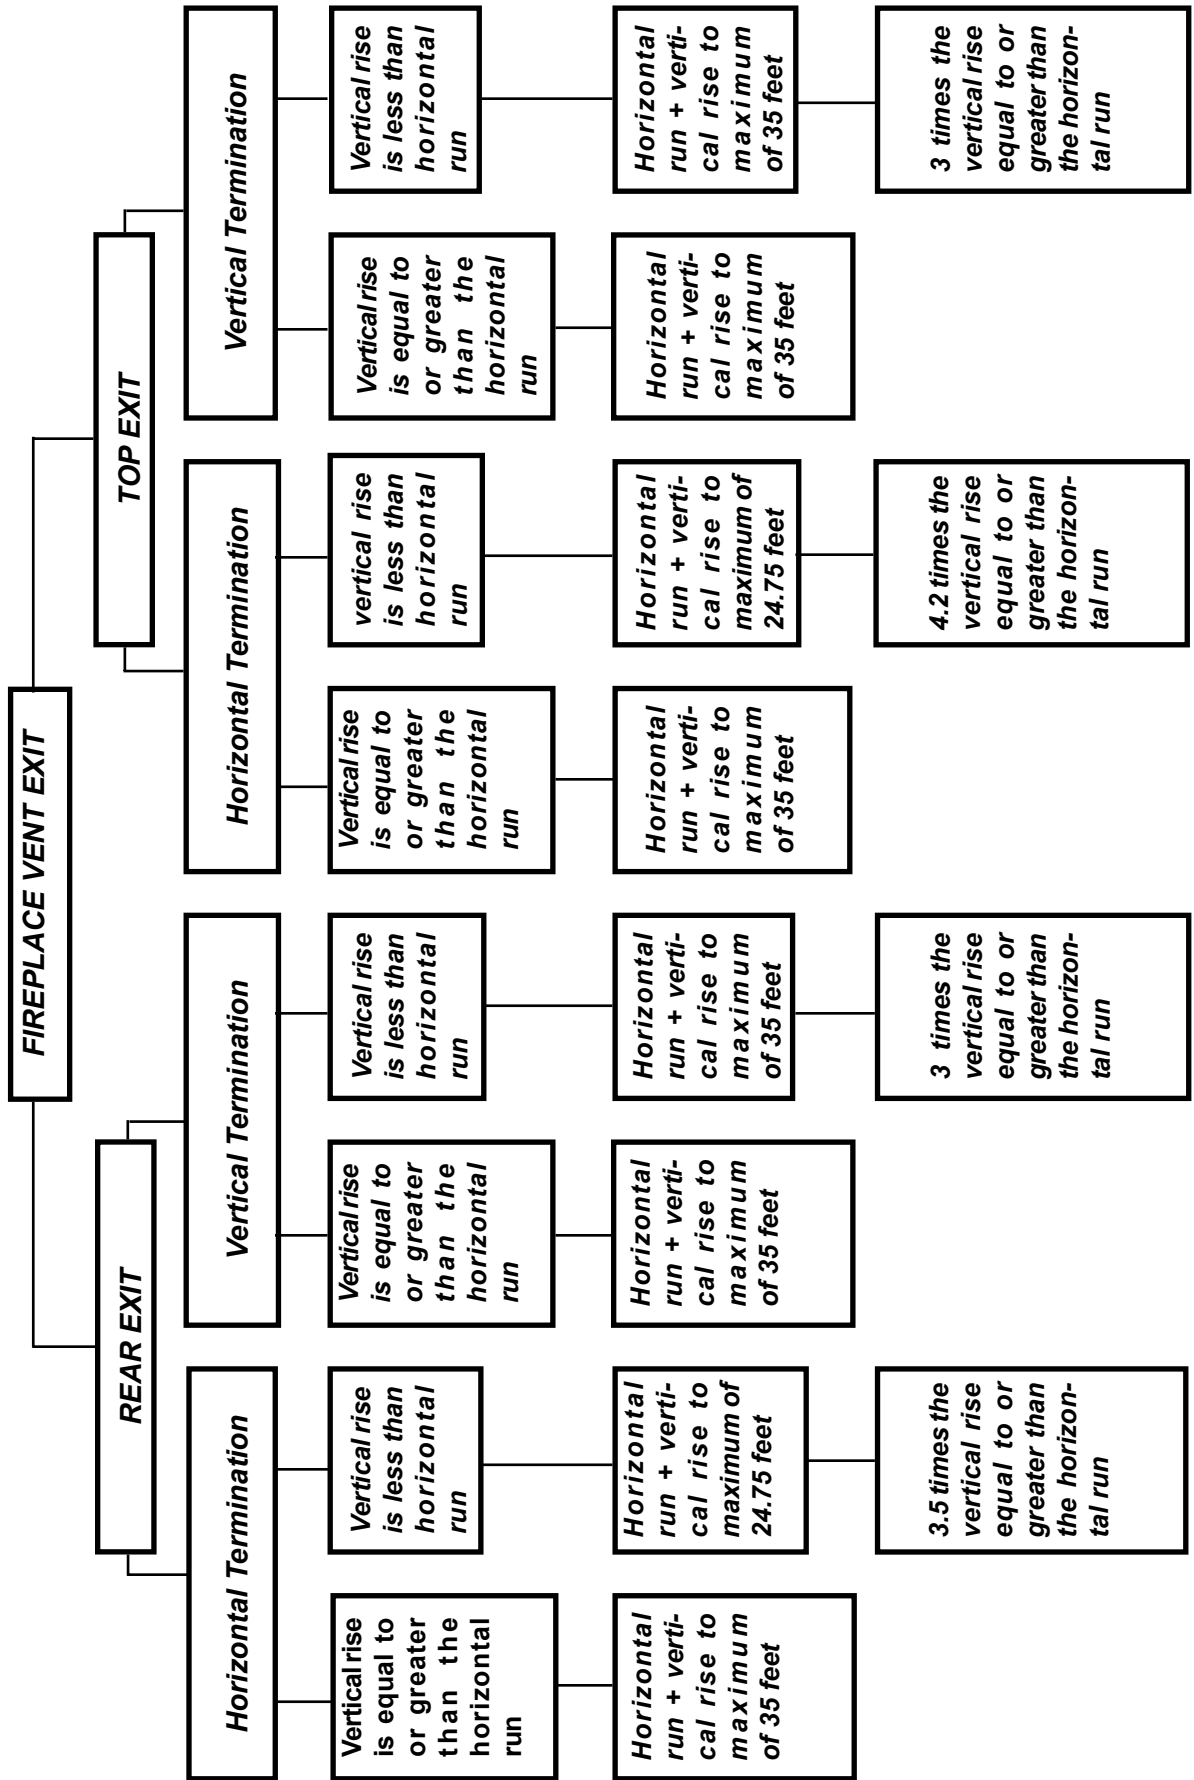 FIREPLACE VENT EXIT
REAR EXIT
TOP EXIT
Horizontal Termination
Vertical Termination
Horizontal Termination
Vertical Termination
Vertical rise
is equal to
or greater
than the
horizontal
run
Vertical rise
is less than
horizontal
run
Vertical rise
is equal to
or greater
than the
horizontal
run
Vertical rise
is less than
horizontal
run
Vertical rise
is equal to
or greater
than the
horizontal
run
vertical rise
is less than
horizontal
run
Vertical rise
is equal to
or greater
than the
horizontal
run
Vertical rise
is less than
horizontal
run
Horizontal
run + verti-
cal rise to
maximum
of 35 feet
Horizontal
run + verti-
cal rise to
maximum of
24.75 feet
Horizontal
run + verti-
cal rise to
maximum
of 35 feet
Horizontal
run + verti-
cal rise to
maximum
of 35 feet
Horizontal
run + verti-
cal rise to
maximum
of 35 feet
Horizontal
run + verti-
cal rise to
maximum of
24.75 feet
Horizontal
run + verti-
cal rise to
maximum
of 35 feet
Horizontal
run + verti-
cal rise to
maximum
of 35 feet
3.5 times the
vertical rise
equal to or
greater than
the horizon-
tal run
3 times the
vertical rise
equal to or
greater than
the horizon-
tal run
4.2 times the
vertical rise
equal to or
greater than
the horizon-
tal run
3 times the
vertical rise
equal to or
greater than
the horizon-
tal run